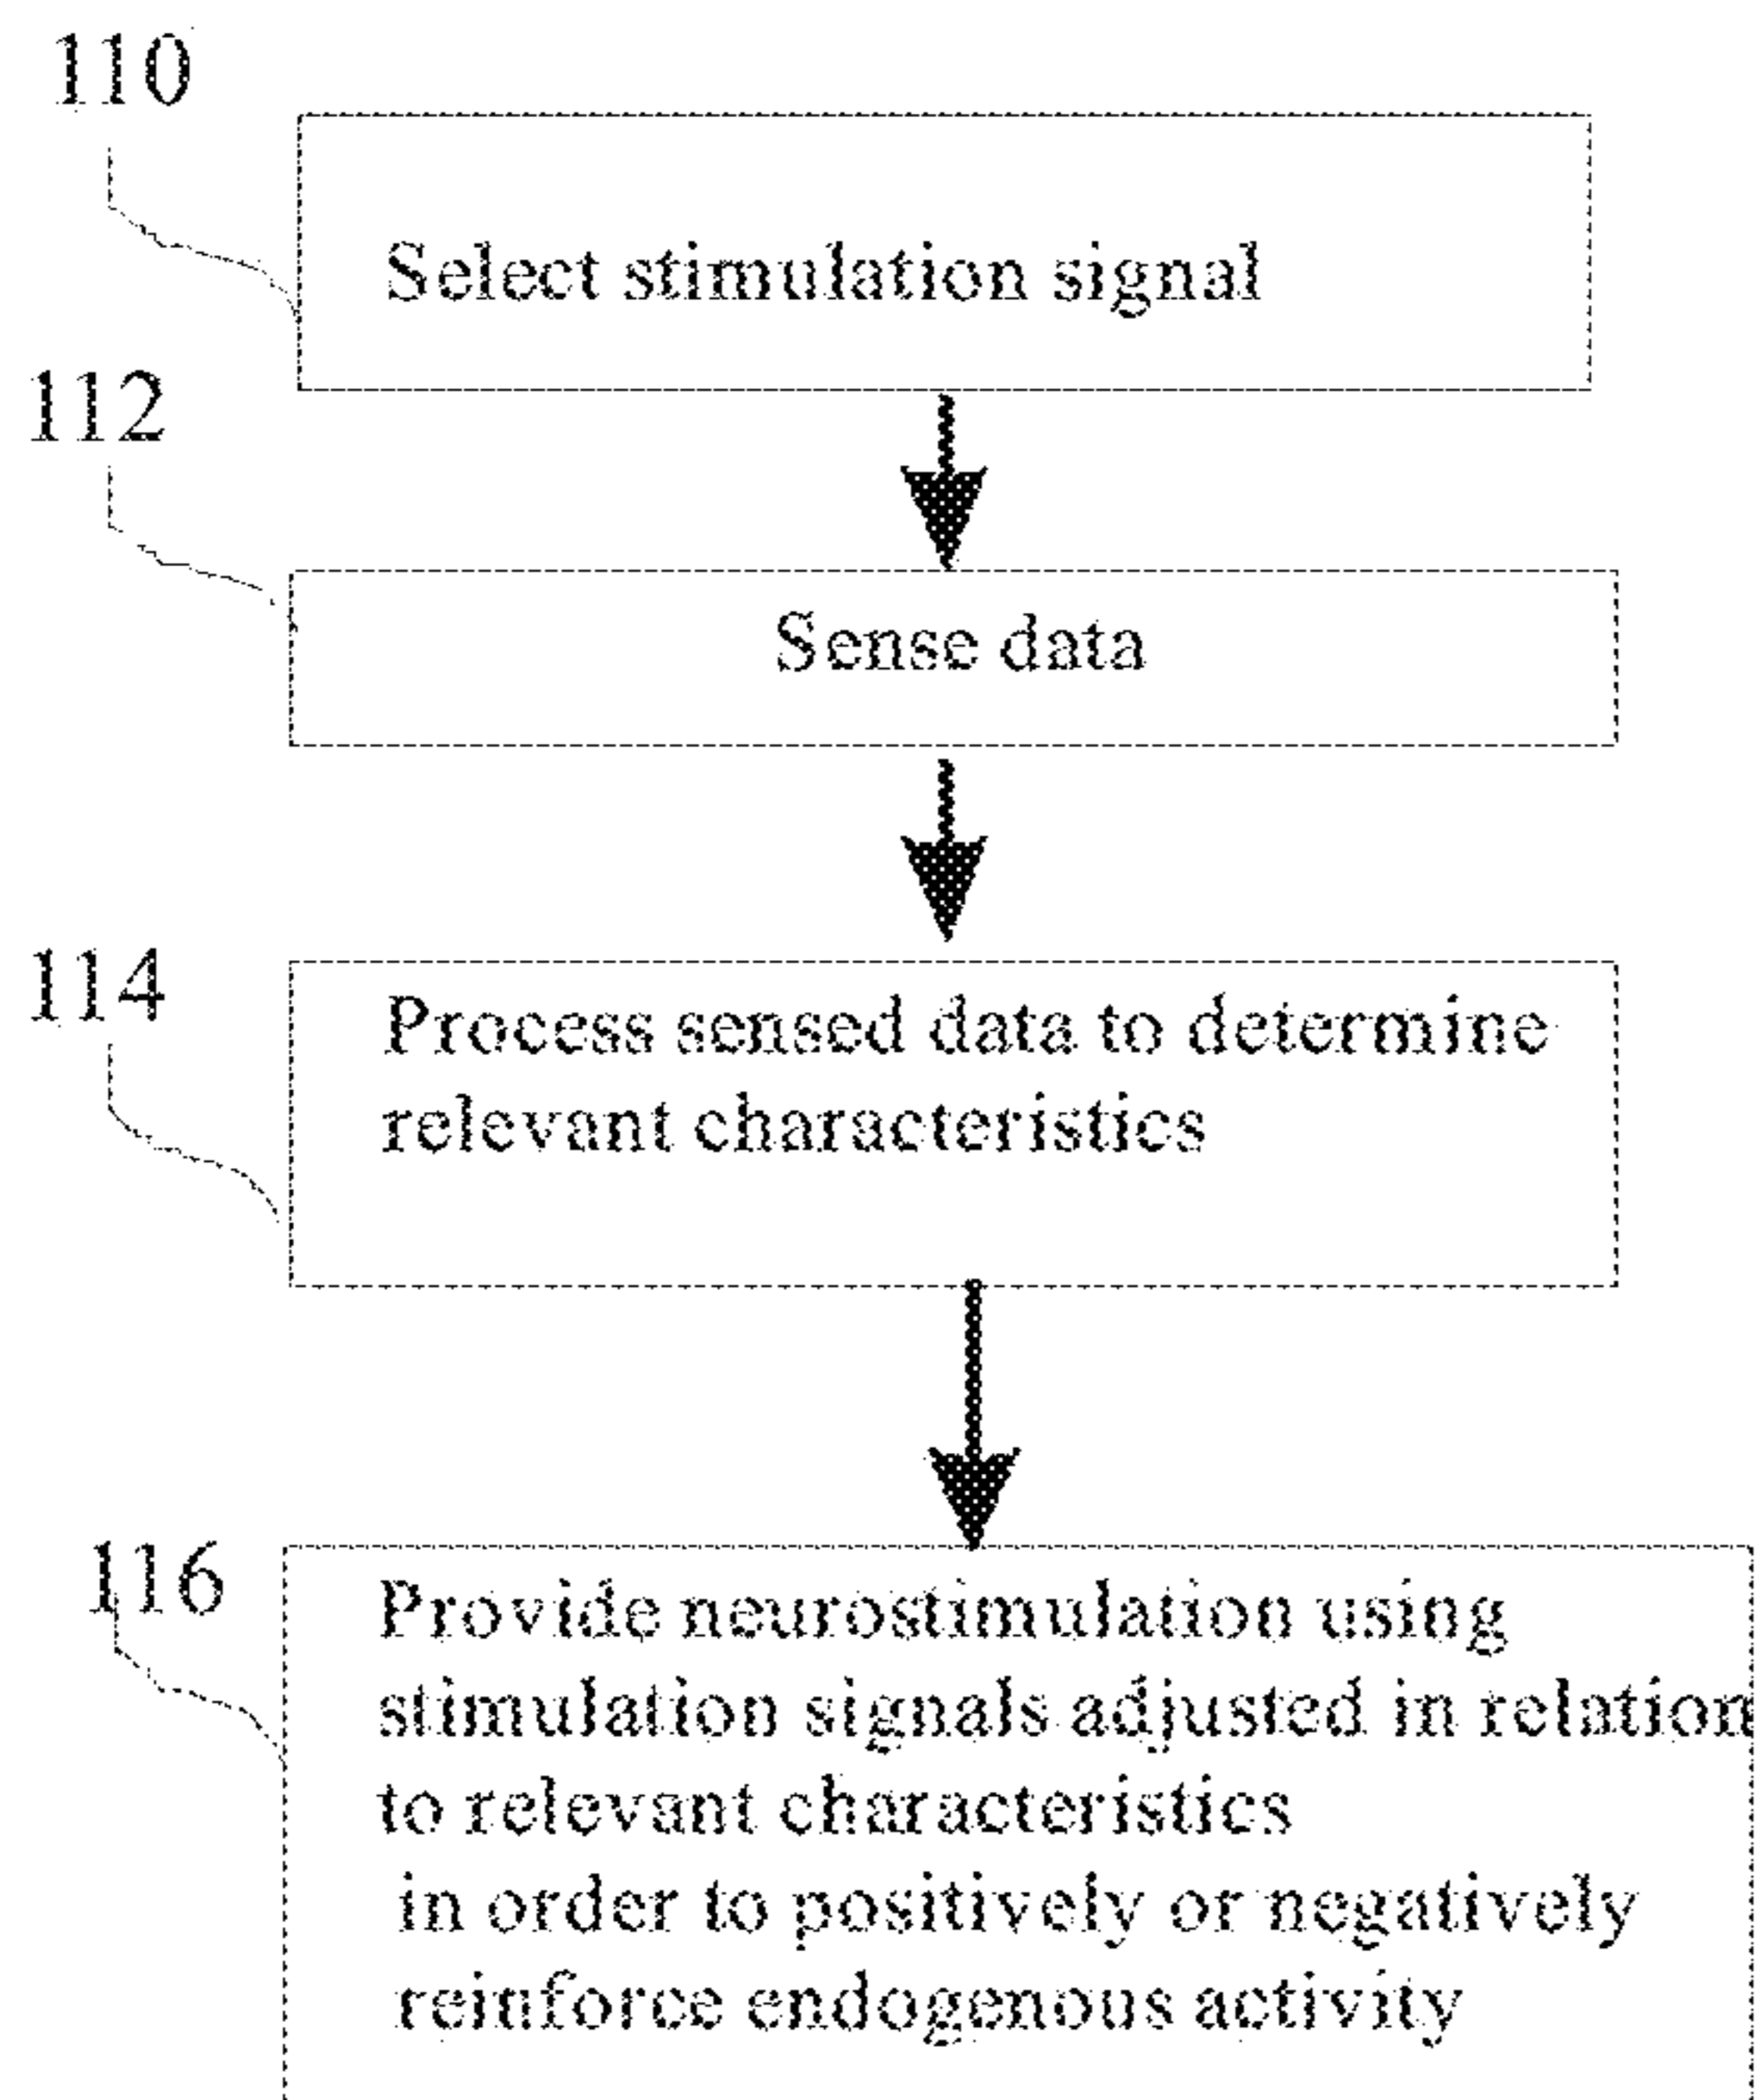 110
Select stimulation signal
112
Sense data
114
Process sensed data to determine
relevant characteristics
116
Provide neurostimulation using
stimulation signals adjusted in relation
to relevant characteristics
in order to positively or negatively
reinforce endogenous activity